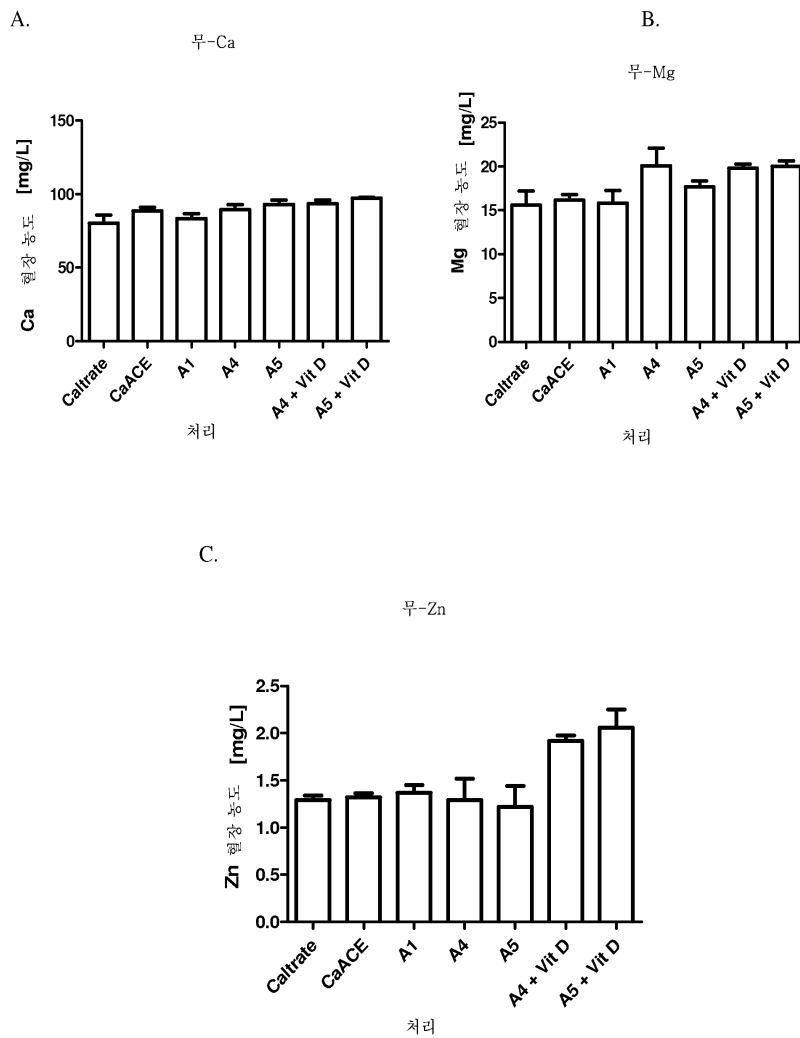 A.
무-Ca
Ca 혈장 농도 [mg/L]
150
100
50
0
Caltrate
CaACE
A1
A4
A5
A4 + Vit D
A5 + Vit D
처리
B.
무-Mg
Mg 혈장 농도 [mg/L]
25
20
15
10
5
0
Caltrate
CaACE
A1
A4
A5
A4 + Vit D
A5 + Vit D
처리
C.
무-Zn
Zn 혈장 농도 [mg/L]
2.5
2.0
1.5
1.0
0.5
0.0
Caltrate
CaACE
A1
A4
A5
A4 + Vit D
A5 + Vit D
처리